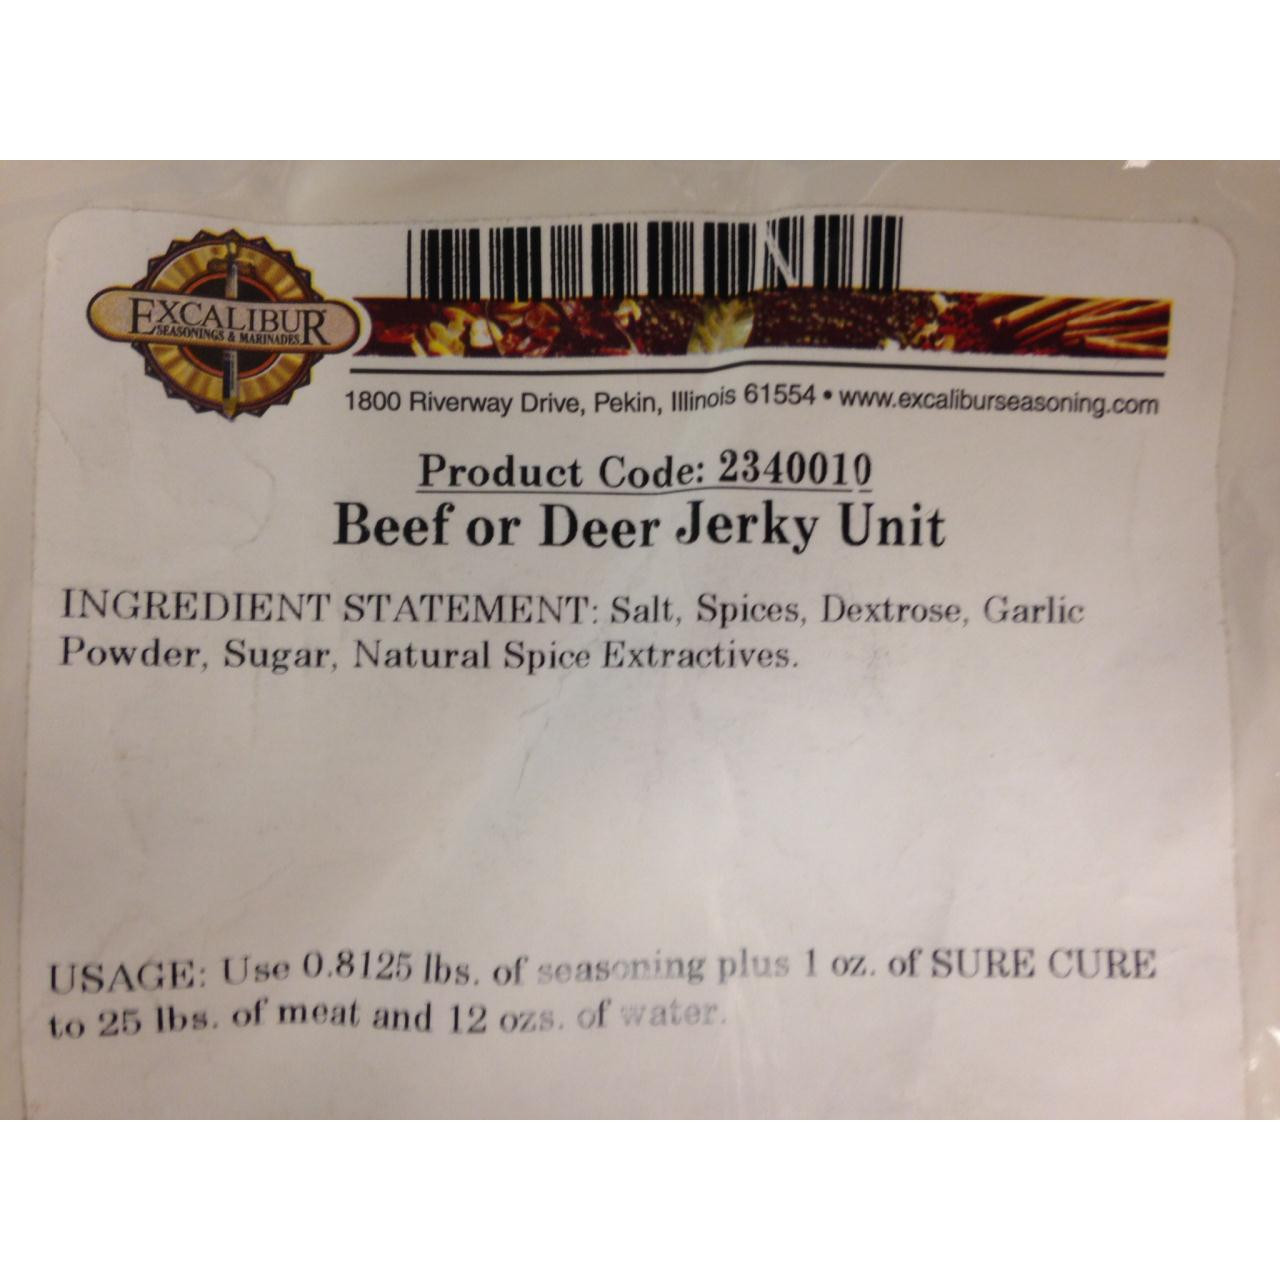 EXCALIBUR
SEASONINGS & MARINADES
1800 Riverway Drive, Pekin, Illinois 61554 • www.excaliburseasoning.com
Product Code: 2340010
Beef or Deer Jerky Unit
INGREDIENT STATEMENT: Salt, Spices, Dextrose, Garlic
Powder, Sugar, Natural Spice Extractives.
USAGE: Use 0.8125 lbs. of seasoning plus 1 oz. of SURE CURE
to 25 lbs. of meat and 12 ozs. of water.